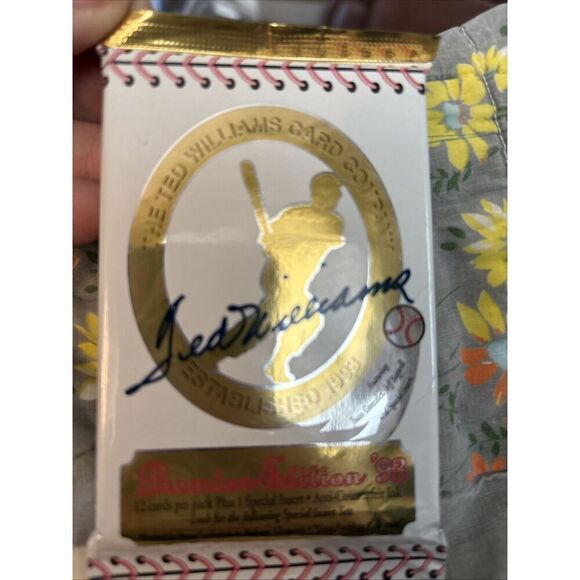 THE TED WILLIAMS CARD COMPANY
Ted Williams
ESTABLISHED 1993
Premier Edition '93
12 cards per pack Plus 1 Special Insert • Anti-Counterfeit Ink
Look for the following Special Insert Sets